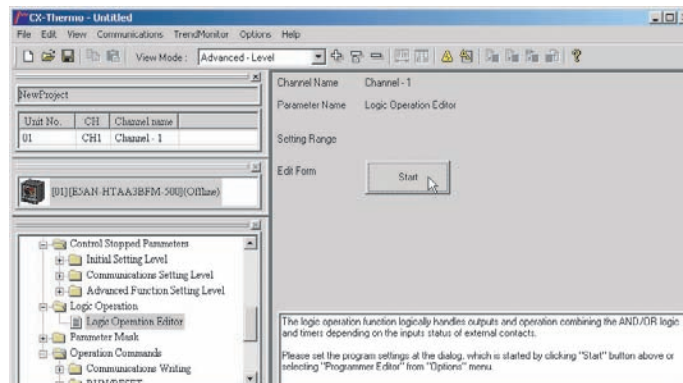 CX-Thermo - Untitled
File Edit View Communications TrendMonitor Options Help
View Mode : Advanced - Level
NewProject
Unit No. CH Channel name
01 CH1 Channel - 1
[01][E5AN-HTAA3BFM-500](Offline)
Control Stopped Parameters
Initial Setting Level
Communications Setting Level
Advanced Function Setting Level
Logic Operation
Logic Operation Editor
Parameter Mask
Operation Commands
Communications Writing
RUN/RESET
Channel Name Channel - 1
Parameter Name Logic Operation Editor
Setting Range
Edit Form Start
The logic operation function logically handles outputs and operation combining the AND/OR logic
and timers depending on the inputs status of external contacts.
Please set the program settings at the dialog, which is started by clicking "Start" button above or
selecting "Programmer Editor" from "Options" menu.